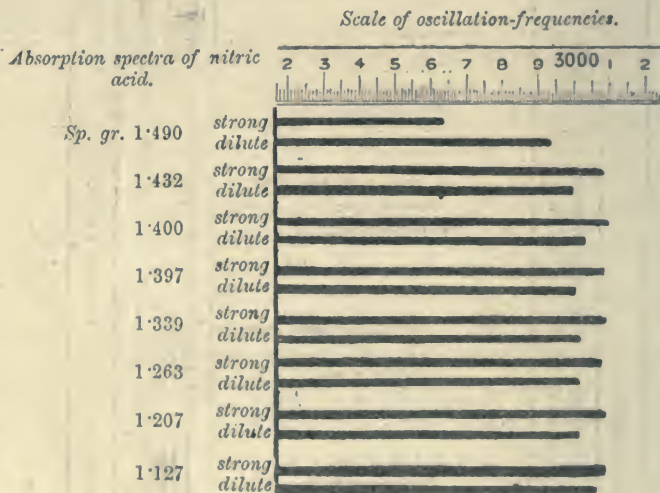 Scale of oscillation-frequencies.
Absorption spectra of nitric
acid.
2 3 4 5 6 7 8 9 3000 1 2
Sp. gr. 1·490 strong
dilute
1·432 strong
dilute
1·400 strong
dilute
1·397 strong
dilute
1·339 strong
dilute
1·263 strong
dilute
1·207 strong
dilute
1·127 strong
dilute